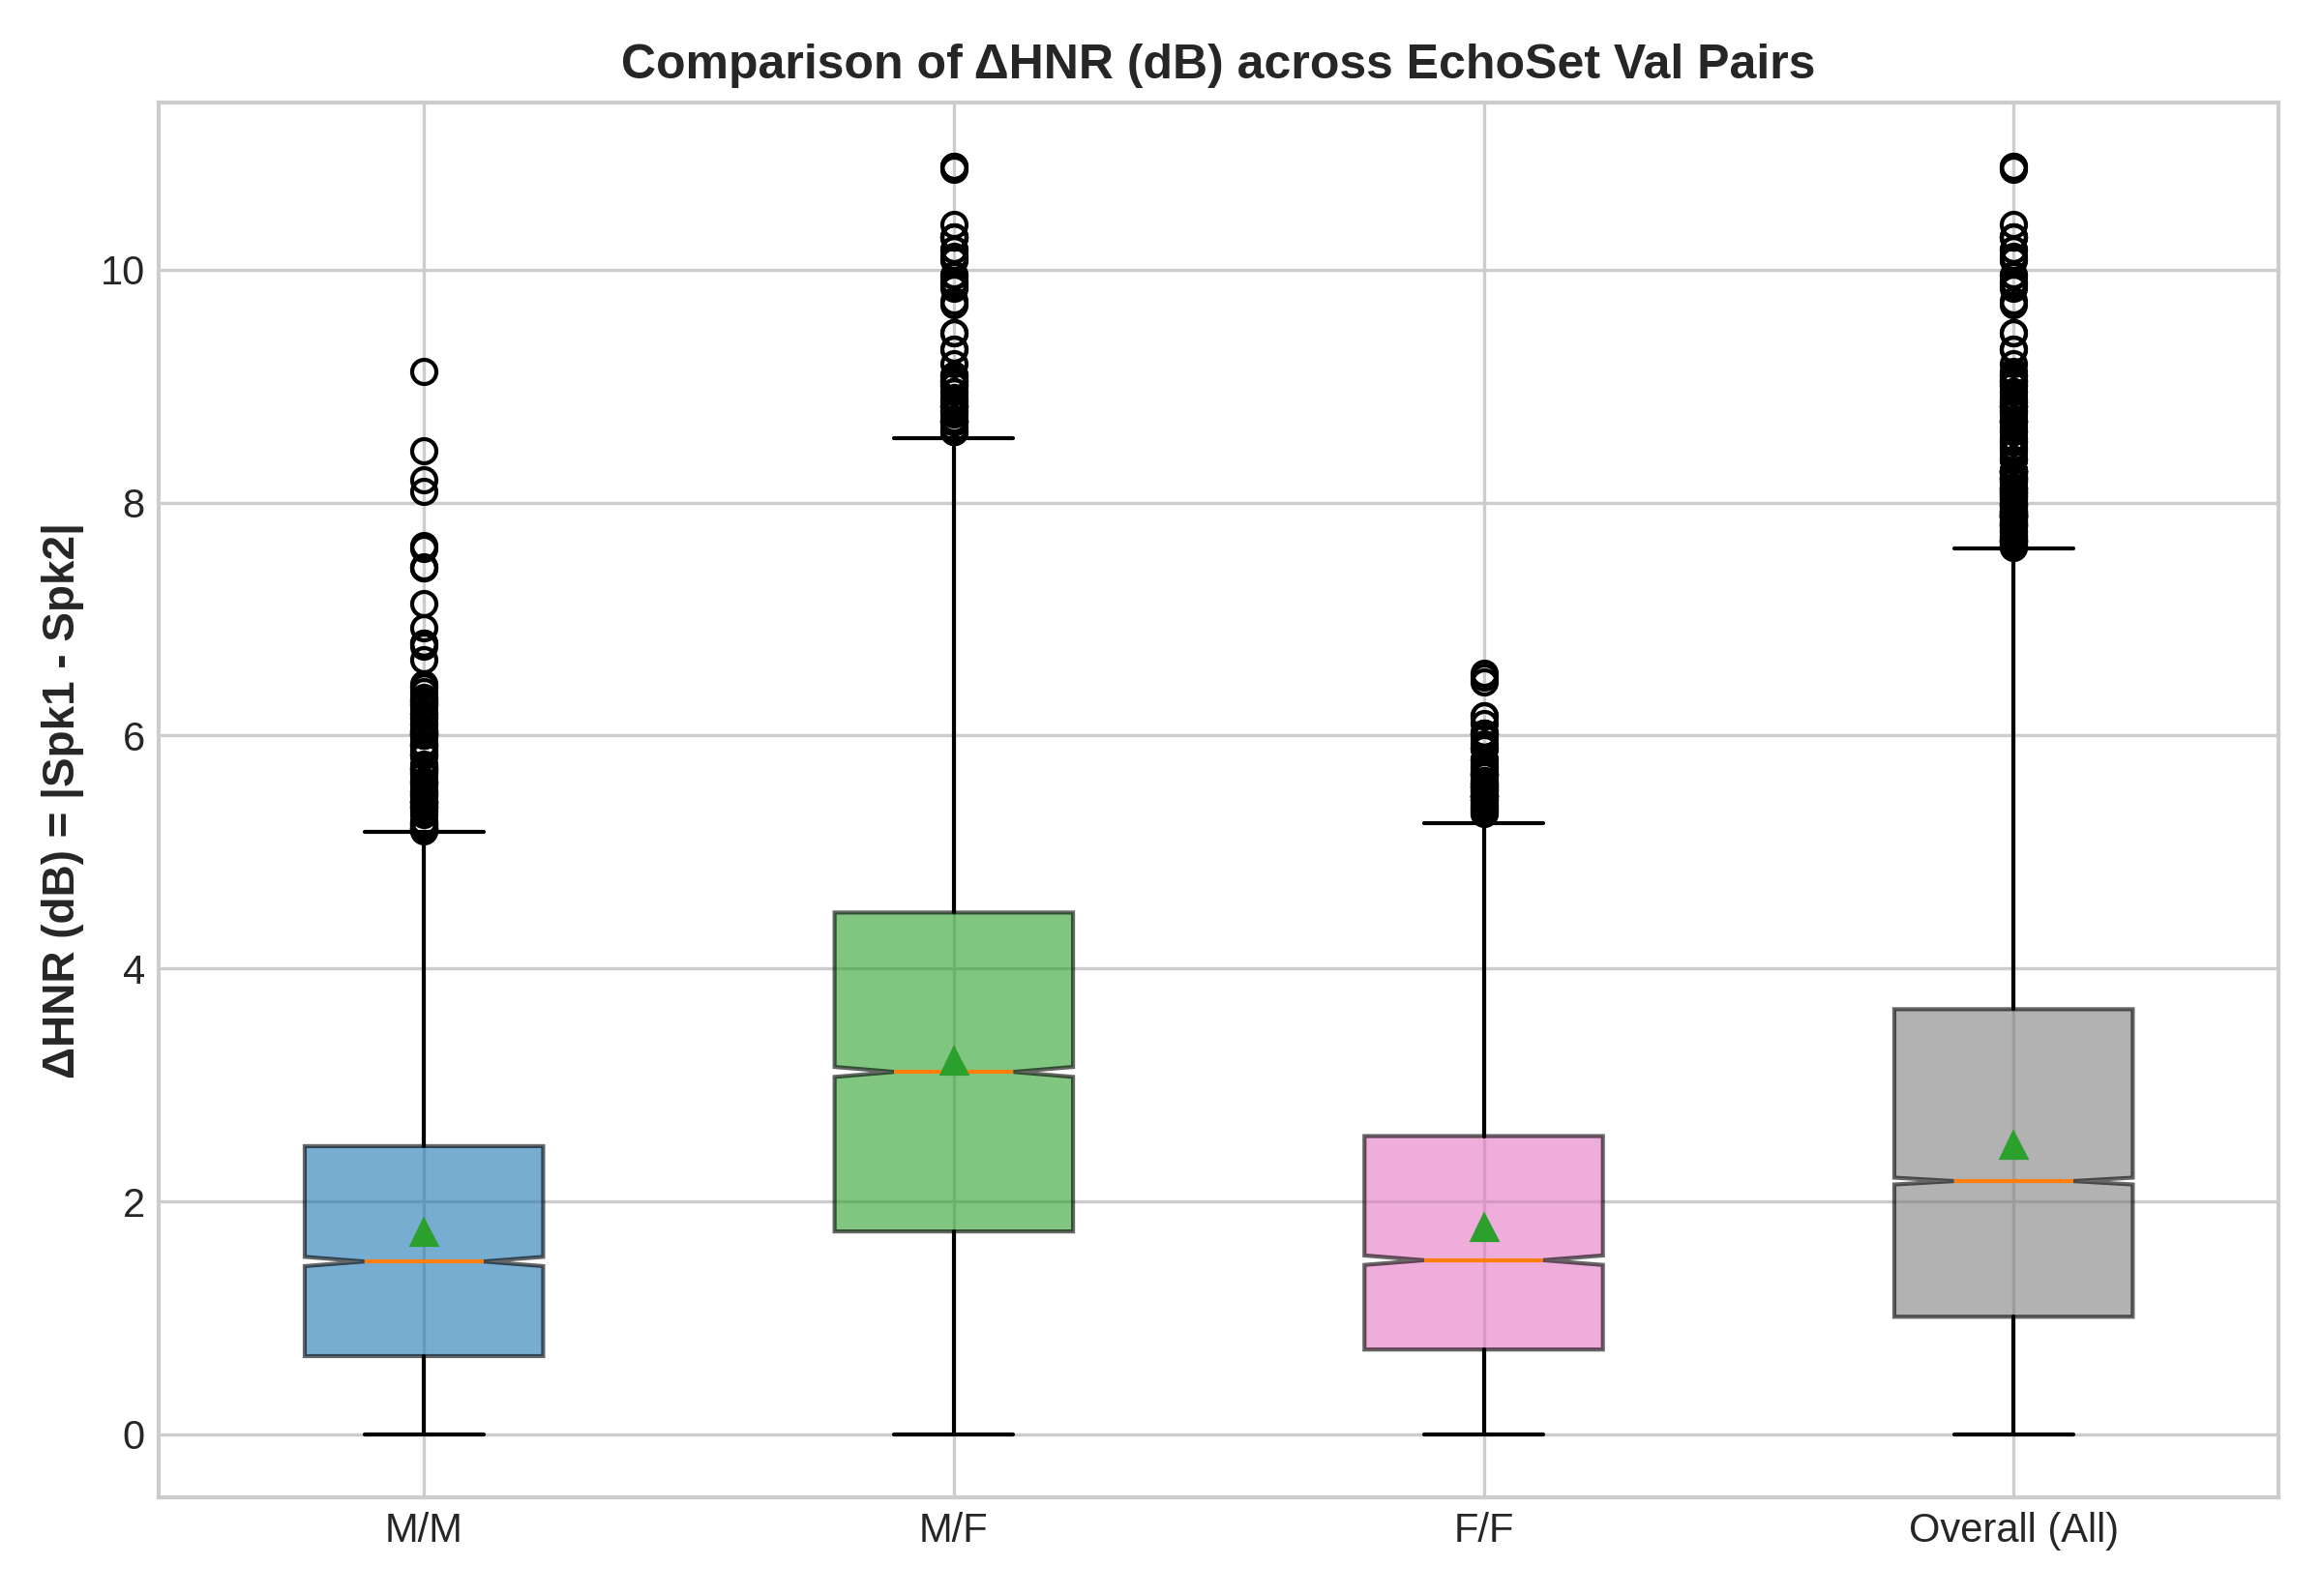 Comparison of ΔHNR (dB) across EchoSet Val Pairs
ΔHNR (dB) = |Spk1 - Spk2|
10
8
6
4
2
0
M/M
M/F
F/F
Overall (All)